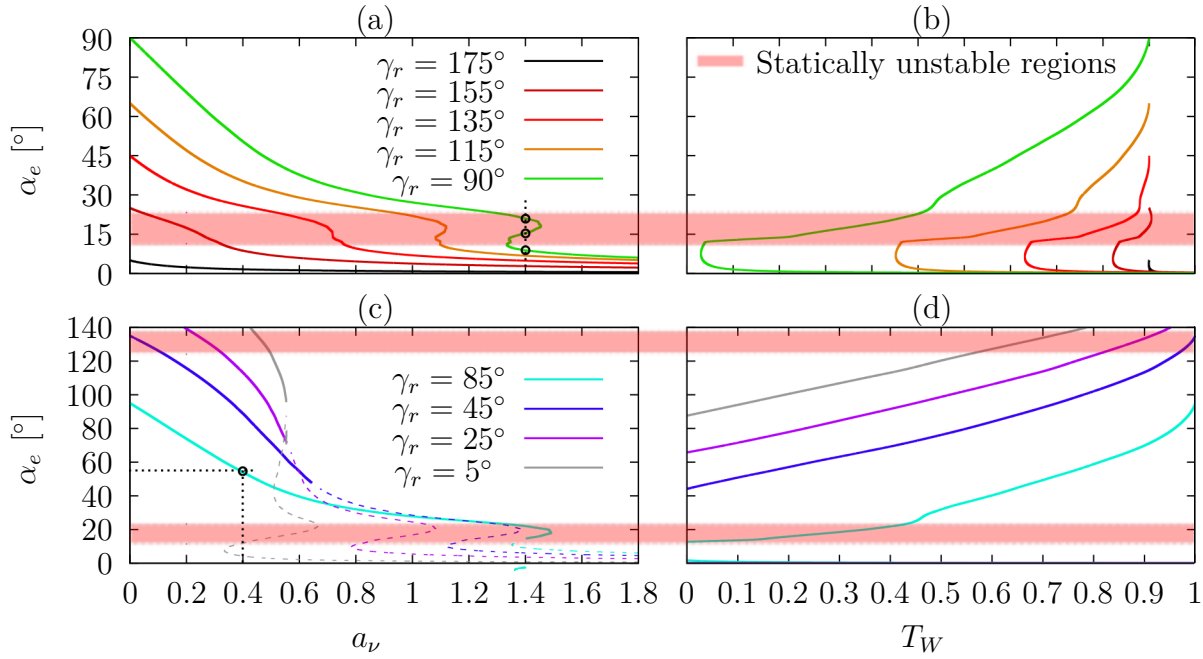 (a) (b)
90
75
60
45
30
15
0
α_e [°]
γ_r = 175°
γ_r = 155°
γ_r = 135°
γ_r = 115°
γ_r = 90°
Statically unstable regions
(c) (d)
140
120
100
80
60
40
20
0
α_e [°]
γ_r = 85°
γ_r = 45°
γ_r = 25°
γ_r = 5°
0 0.2 0.4 0.6 0.8 1 1.2 1.4 1.6 1.8
a_ν
0.1 0.2 0.3 0.4 0.5 0.6 0.7 0.8 0.9 1
T_W